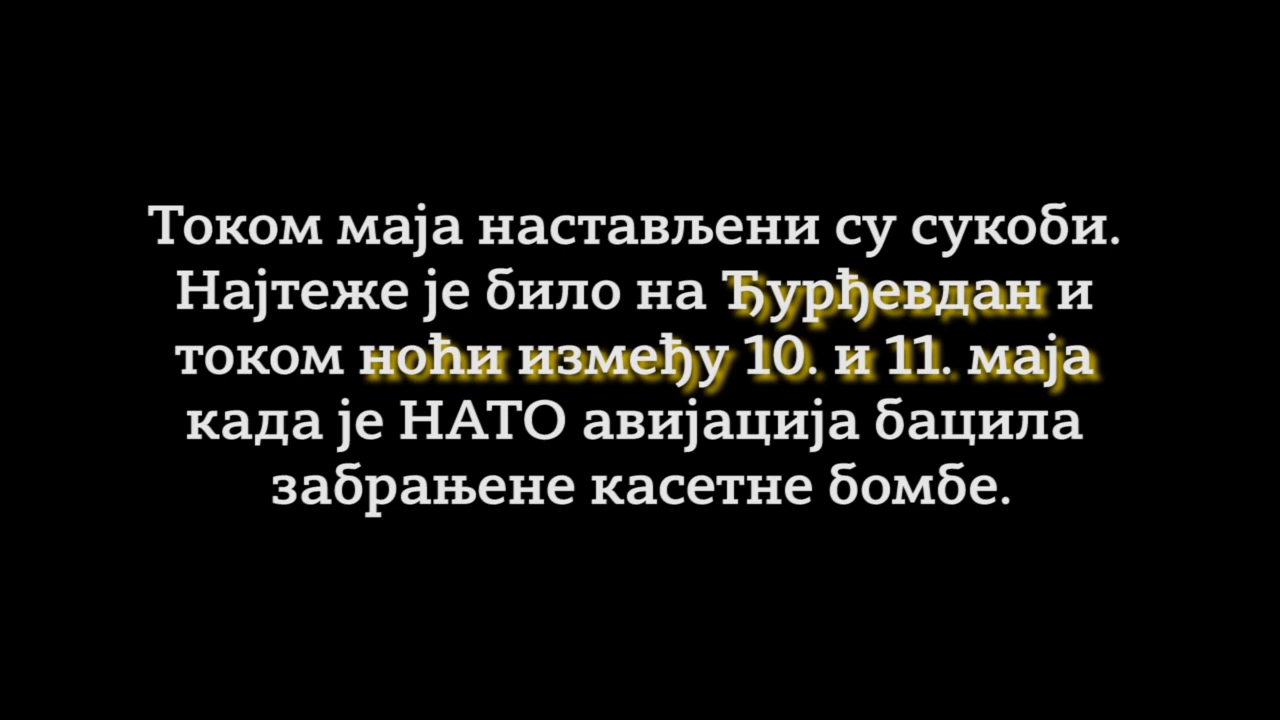 Током маја настављени су сукоби.
Најтеже је било на Ђурђевдан и
током ноћи између 10. и 11. маја
када је НАТО авијација бацила
забрањене касетне бомбе.